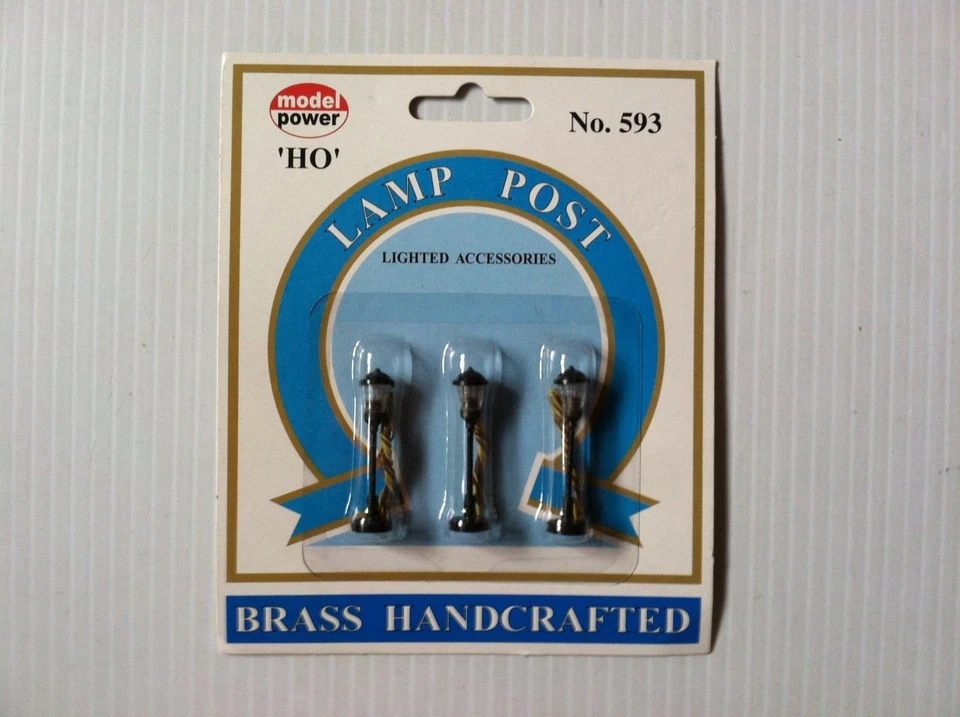 model
power
'HO'
No. 593
LAMP POST
LIGHTED ACCESSORIES
BRASS HANDCRAFTED